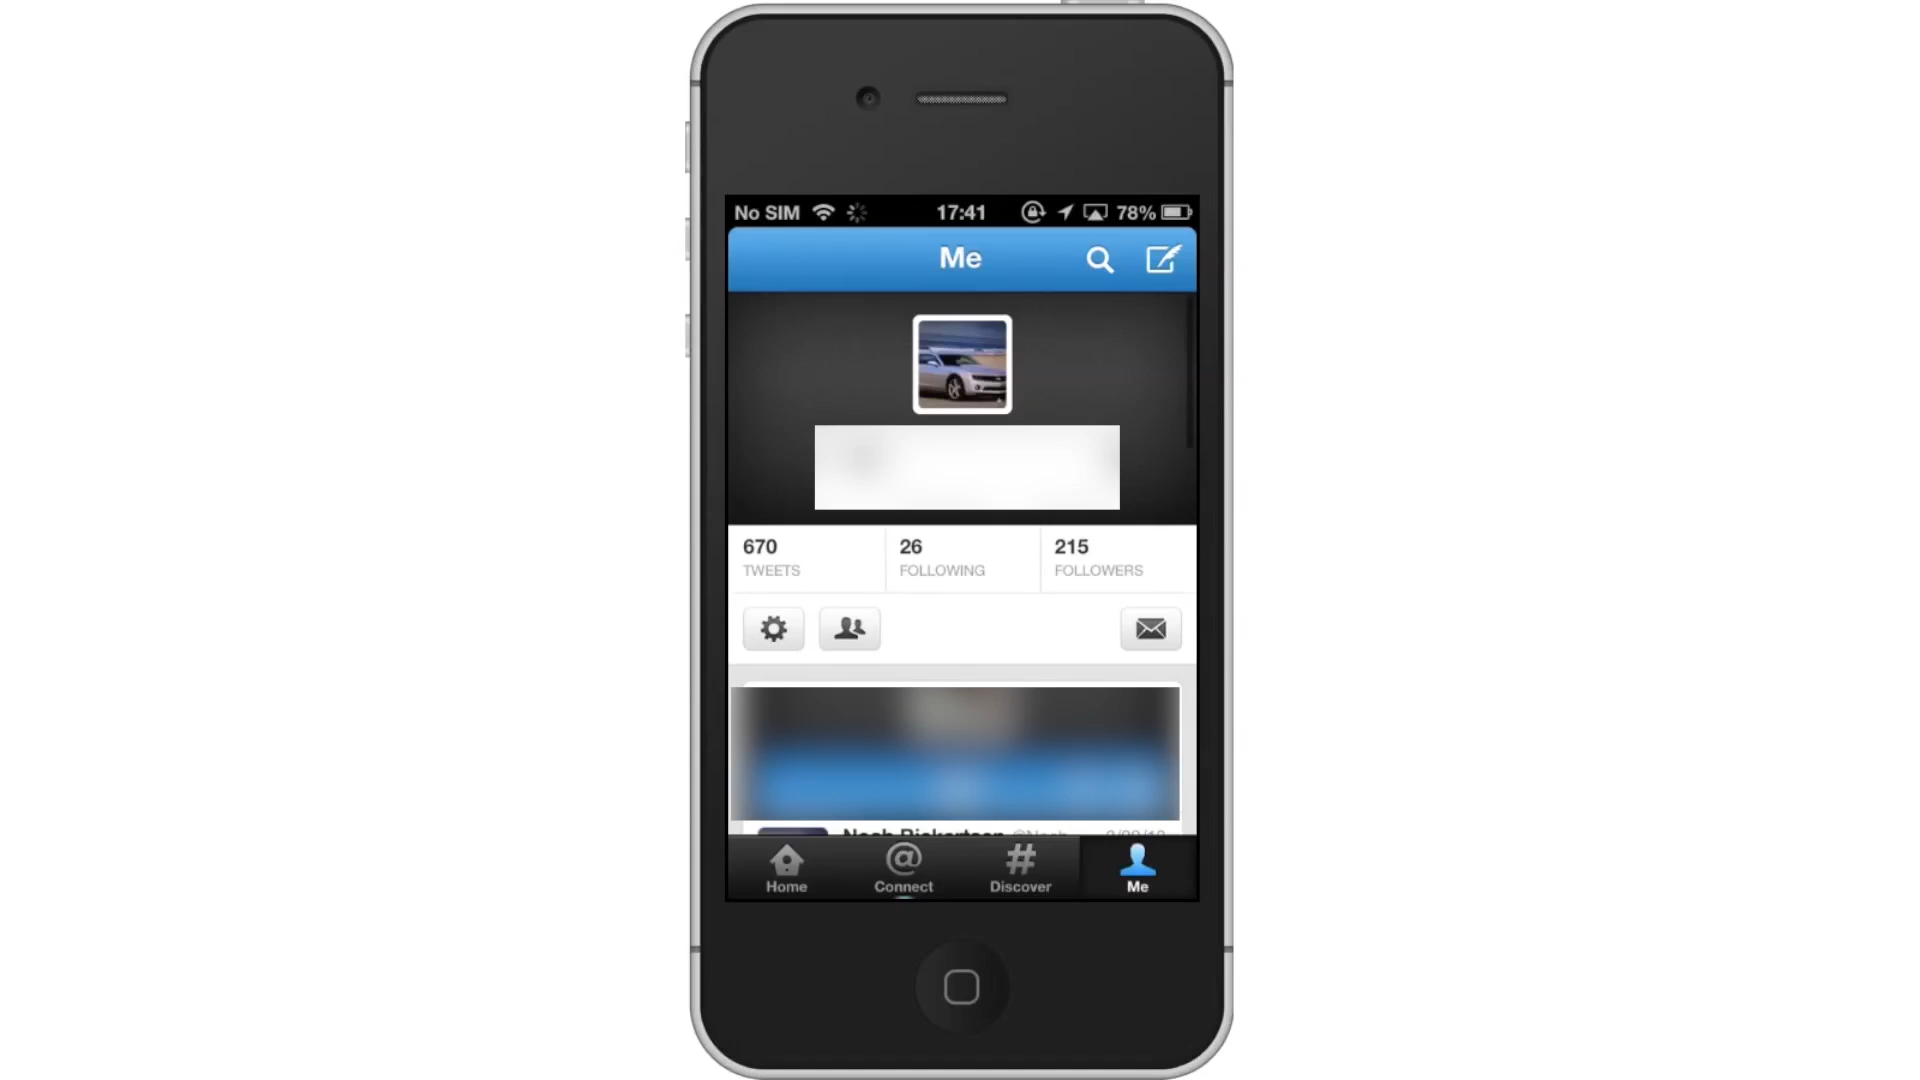 No SIM 17:41 78%
Me
670 26 215
TWEETS FOLLOWING FOLLOWERS
Home Connect # Discover Me